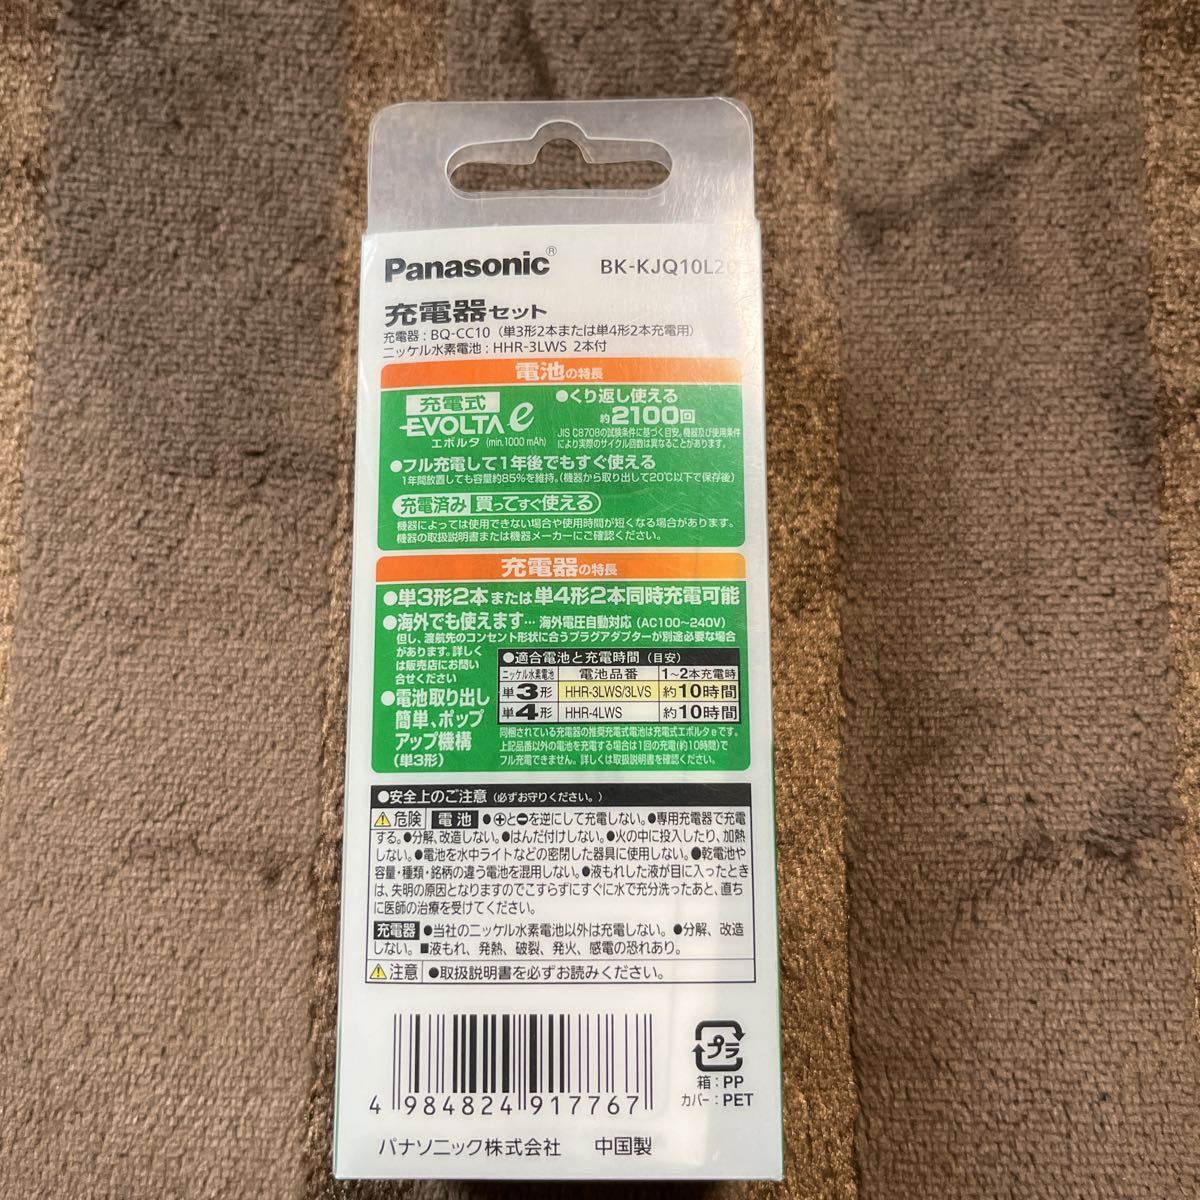 Panasonic®
充電器セット
充電器：BQ-CC10（単3形2本または単4形2本充電用）
ニッケル水素電池：HHR-3LWS 2本付
電池の特長
充電式
EVOLTA e
エボルタ (min.1000 mAh)
●くり返し使える
約2100回
JIS C8708の試験条件に基づく目安。機器及び使用条件
により実際のサイクル回数は異なることがあります。
●フル充電して1年後でもすぐ使える
1年間放置しても容量約85%を維持。（機器から取り出して20℃以下で保存後）
充電済み 買ってすぐ使える
機器によっては使用できない場合や使用時間が短くなる場合があります。
機器の取扱説明書または機器メーカーにご確認ください。
充電器の特長
●単3形2本または単4形2本同時充電可能
●海外でも使えます…海外電圧自動対応（AC100～240V）
但し、渡航先のコンセント形状に合うプラグアダプターが別途必要な場合
があります。詳しく
は販売店にお問い
合せください
●電池取り出し
簡単、ポップ
アップ機構
（単3形）
●適合電池と充電時間（目安）
ニッケル水素電池 電池品番 1～2本充電時
単3形 HHR-3LWS/3LVS 約10時間
単4形 HHR-4LWS 約10時間
同梱されている充電器の推奨充電式電池は充電式エボルタeです。
上記品番以外の電池を充電する場合は1回の充電（約10時間）で
フル充電できません。詳しくは取扱説明書を確認ください。
●安全上のご注意（必ずお守りください。）
危険 電池 ●⊕と⊖を逆にして充電しない。●専用充電器で充電
する。●分解、改造しない。●はんだ付けしない。●火の中に投入したり、加熱
しない。●電池を水中ライトなどの密閉した器具に使用しない。●乾電池や
容量・種類・銘柄の違う電池を混用しない。●液もれした液が目に入ったときは
は、失明の原因となりますのでこすらずにすぐに水で充分洗ったあと、直ち
に医師の治療を受けてください。
充電器 ●当社のニッケル水素電池以外は充電しない。●分解、改造
しない。■液もれ、発熱、破裂、発火、感電の恐れあり。
注意 ●取扱説明書を必ずお読みください。
4 984824 917767
プラ
箱：PP
カバー：PET
パナソニック株式会社 中国製